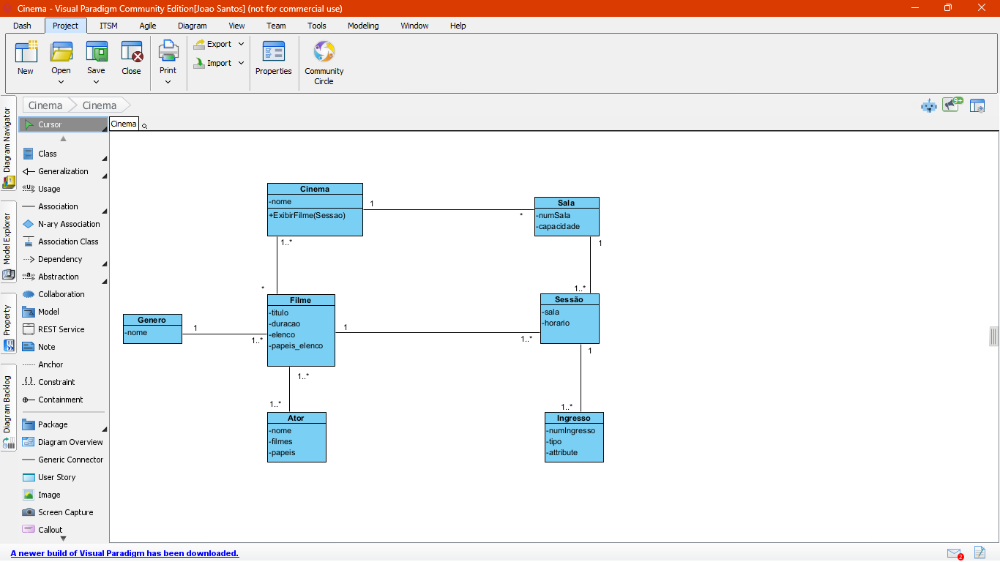 Cinema - Visual Paradigm Community Edition[Joao Santos] (not for commercial use)
Dash Project ITSM Agile Diagram View Team Tools Modeling Window Help
New Open Save Close Print Export Import Properties Community Circle
Cinema Cinema
9+
Diagram Navigator
Model Explorer
Property
Diagram Backlog
Cursor
Class
Generalization
<<U>> Usage
Association
N-ary Association
Association Class
Dependency
<<a>> Abstraction
Collaboration
Model
REST Service
Note
Anchor
{} Constraint
Containment
Package
Diagram Overview
Generic Connector
User Story
Image
Screen Capture
Callout
Cinema
Cinema
-nome
+ExibirFilme(Sessao)
1
*
Sala
-numSala
-capacidade
1..*
*
1
1..*
Genero
-nome
1
1..*
Filme
-titulo
-duracao
-elenco
-papeis_elenco
1
1..*
Sessão
-sala
-horario
1..*
1..*
1
1..*
Ator
-nome
-filmes
-papeis
Ingresso
-numIngresso
-tipo
-attribute
A newer build of Visual Paradigm has been downloaded.
2